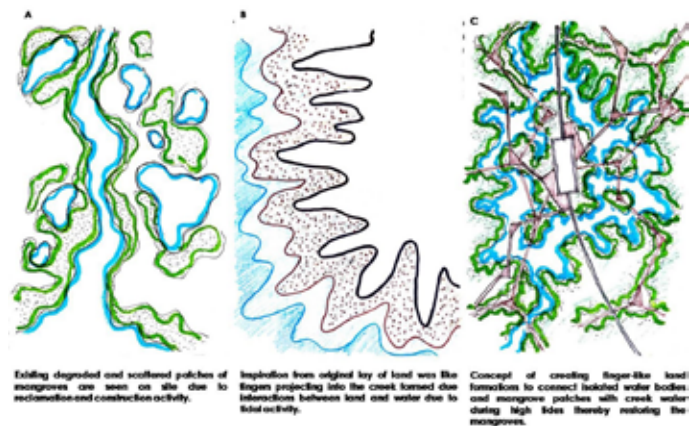 A
B
C
Existing degraded and scattered patches of
mangroves are seen on site due to
reclamation and construction activity.
Inspiration from original lay of land was like
fingers projecting into the creek formed due
interactions between land and water due to
tidal activity.
Concept of creating finger-like land
formations to connect isolated water bodies
and mangrove patches with creek water
during high tides thereby restoring the
mangroves.